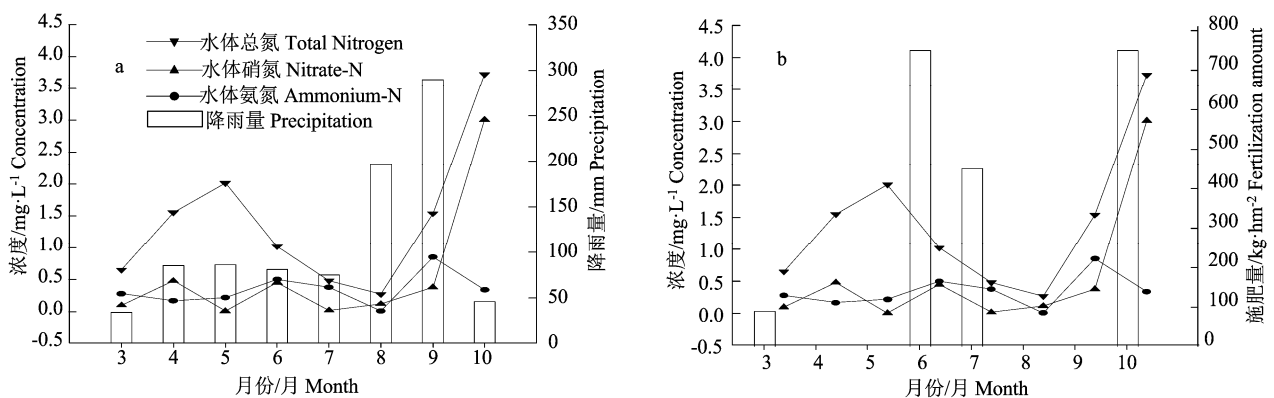 4.5
4.0
3.5
3.0
2.5
2.0
1.5
1.0
0.5
0.0
-0.5
浓度/mg·L-1 Concentration
a
水体总氮 Total Nitrogen
水体硝氮 Nitrate-N
水体氨氮 Ammonium-N
降雨量 Precipitation
350
300
250
200
150
100
50
0
降雨量/mm Precipitation
3 4 5 6 7 8 9 10
月份/月 Month
4.5
4.0
3.5
3.0
2.5
2.0
1.5
1.0
0.5
0.0
-0.5
浓度/mg·L-1 Concentration
b
800
700
600
500
400
300
200
100
0
施肥量/kg·hm-2 Fertilization amount
3 4 5 6 7 8 9 10
月份/月 Month